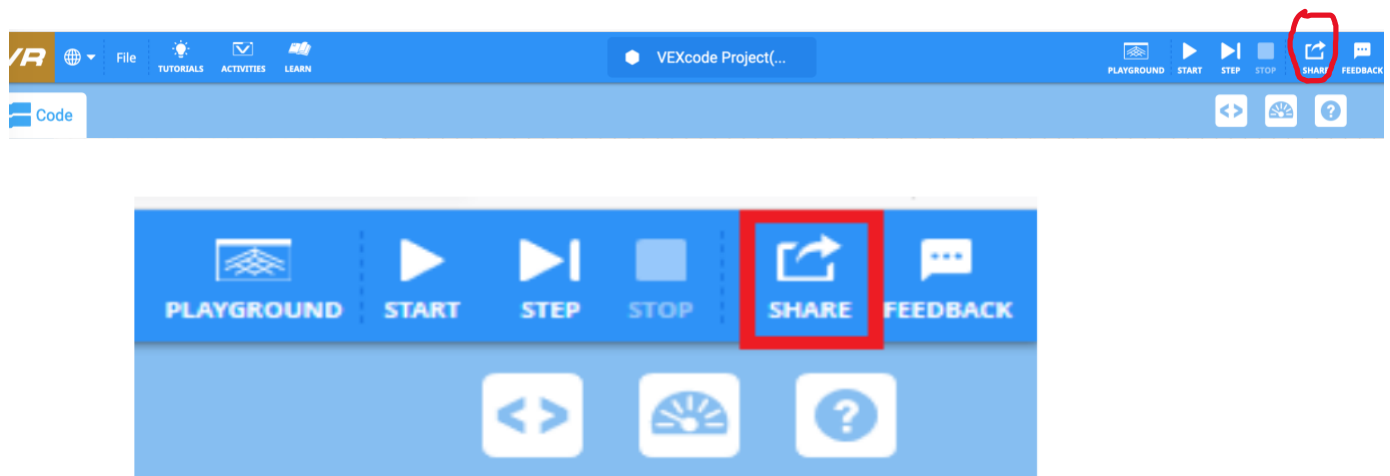 VR File TUTORIALS ACTIVITIES LEARN VEXcode Project(... PLAYGROUND START STEP STOP SHARE FEEDBACK
Code
PLAYGROUND START STEP STOP SHARE FEEDBACK